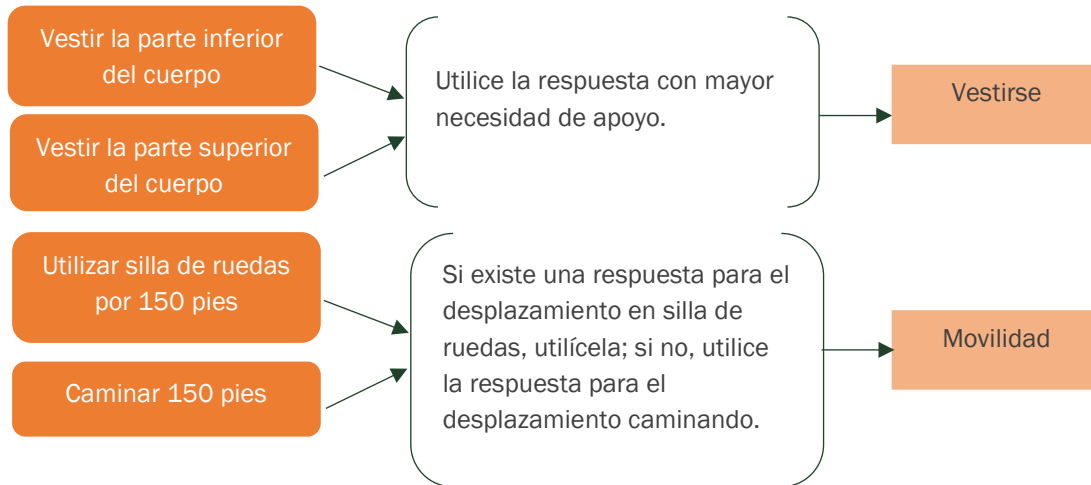 Vestir la parte inferior
del cuerpo
Vestir la parte superior
del cuerpo
Utilice la respuesta con mayor
necesidad de apoyo.
Vestirse
Utilizar silla de ruedas
por 150 pies
Caminar 150 pies
Si existe una respuesta para el
desplazamiento en silla de
ruedas, utilícela; si no, utilice
la respuesta para el
desplazamiento caminando.
Movilidad